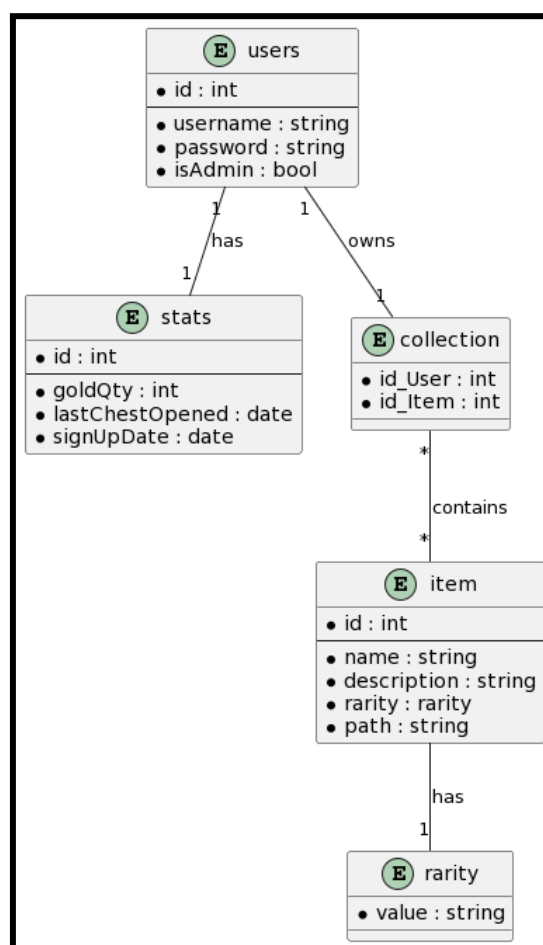 E users
id : int
username : string
password : string
isAdmin : bool
1
1
has
owns
1
1
E stats
id : int
goldQty : int
lastChestOpened : date
signUpDate : date
E collection
id_User : int
id_Item : int
*
contains
*
E item
id : int
name : string
description : string
rarity : rarity
path : string
has
1
E rarity
value : string